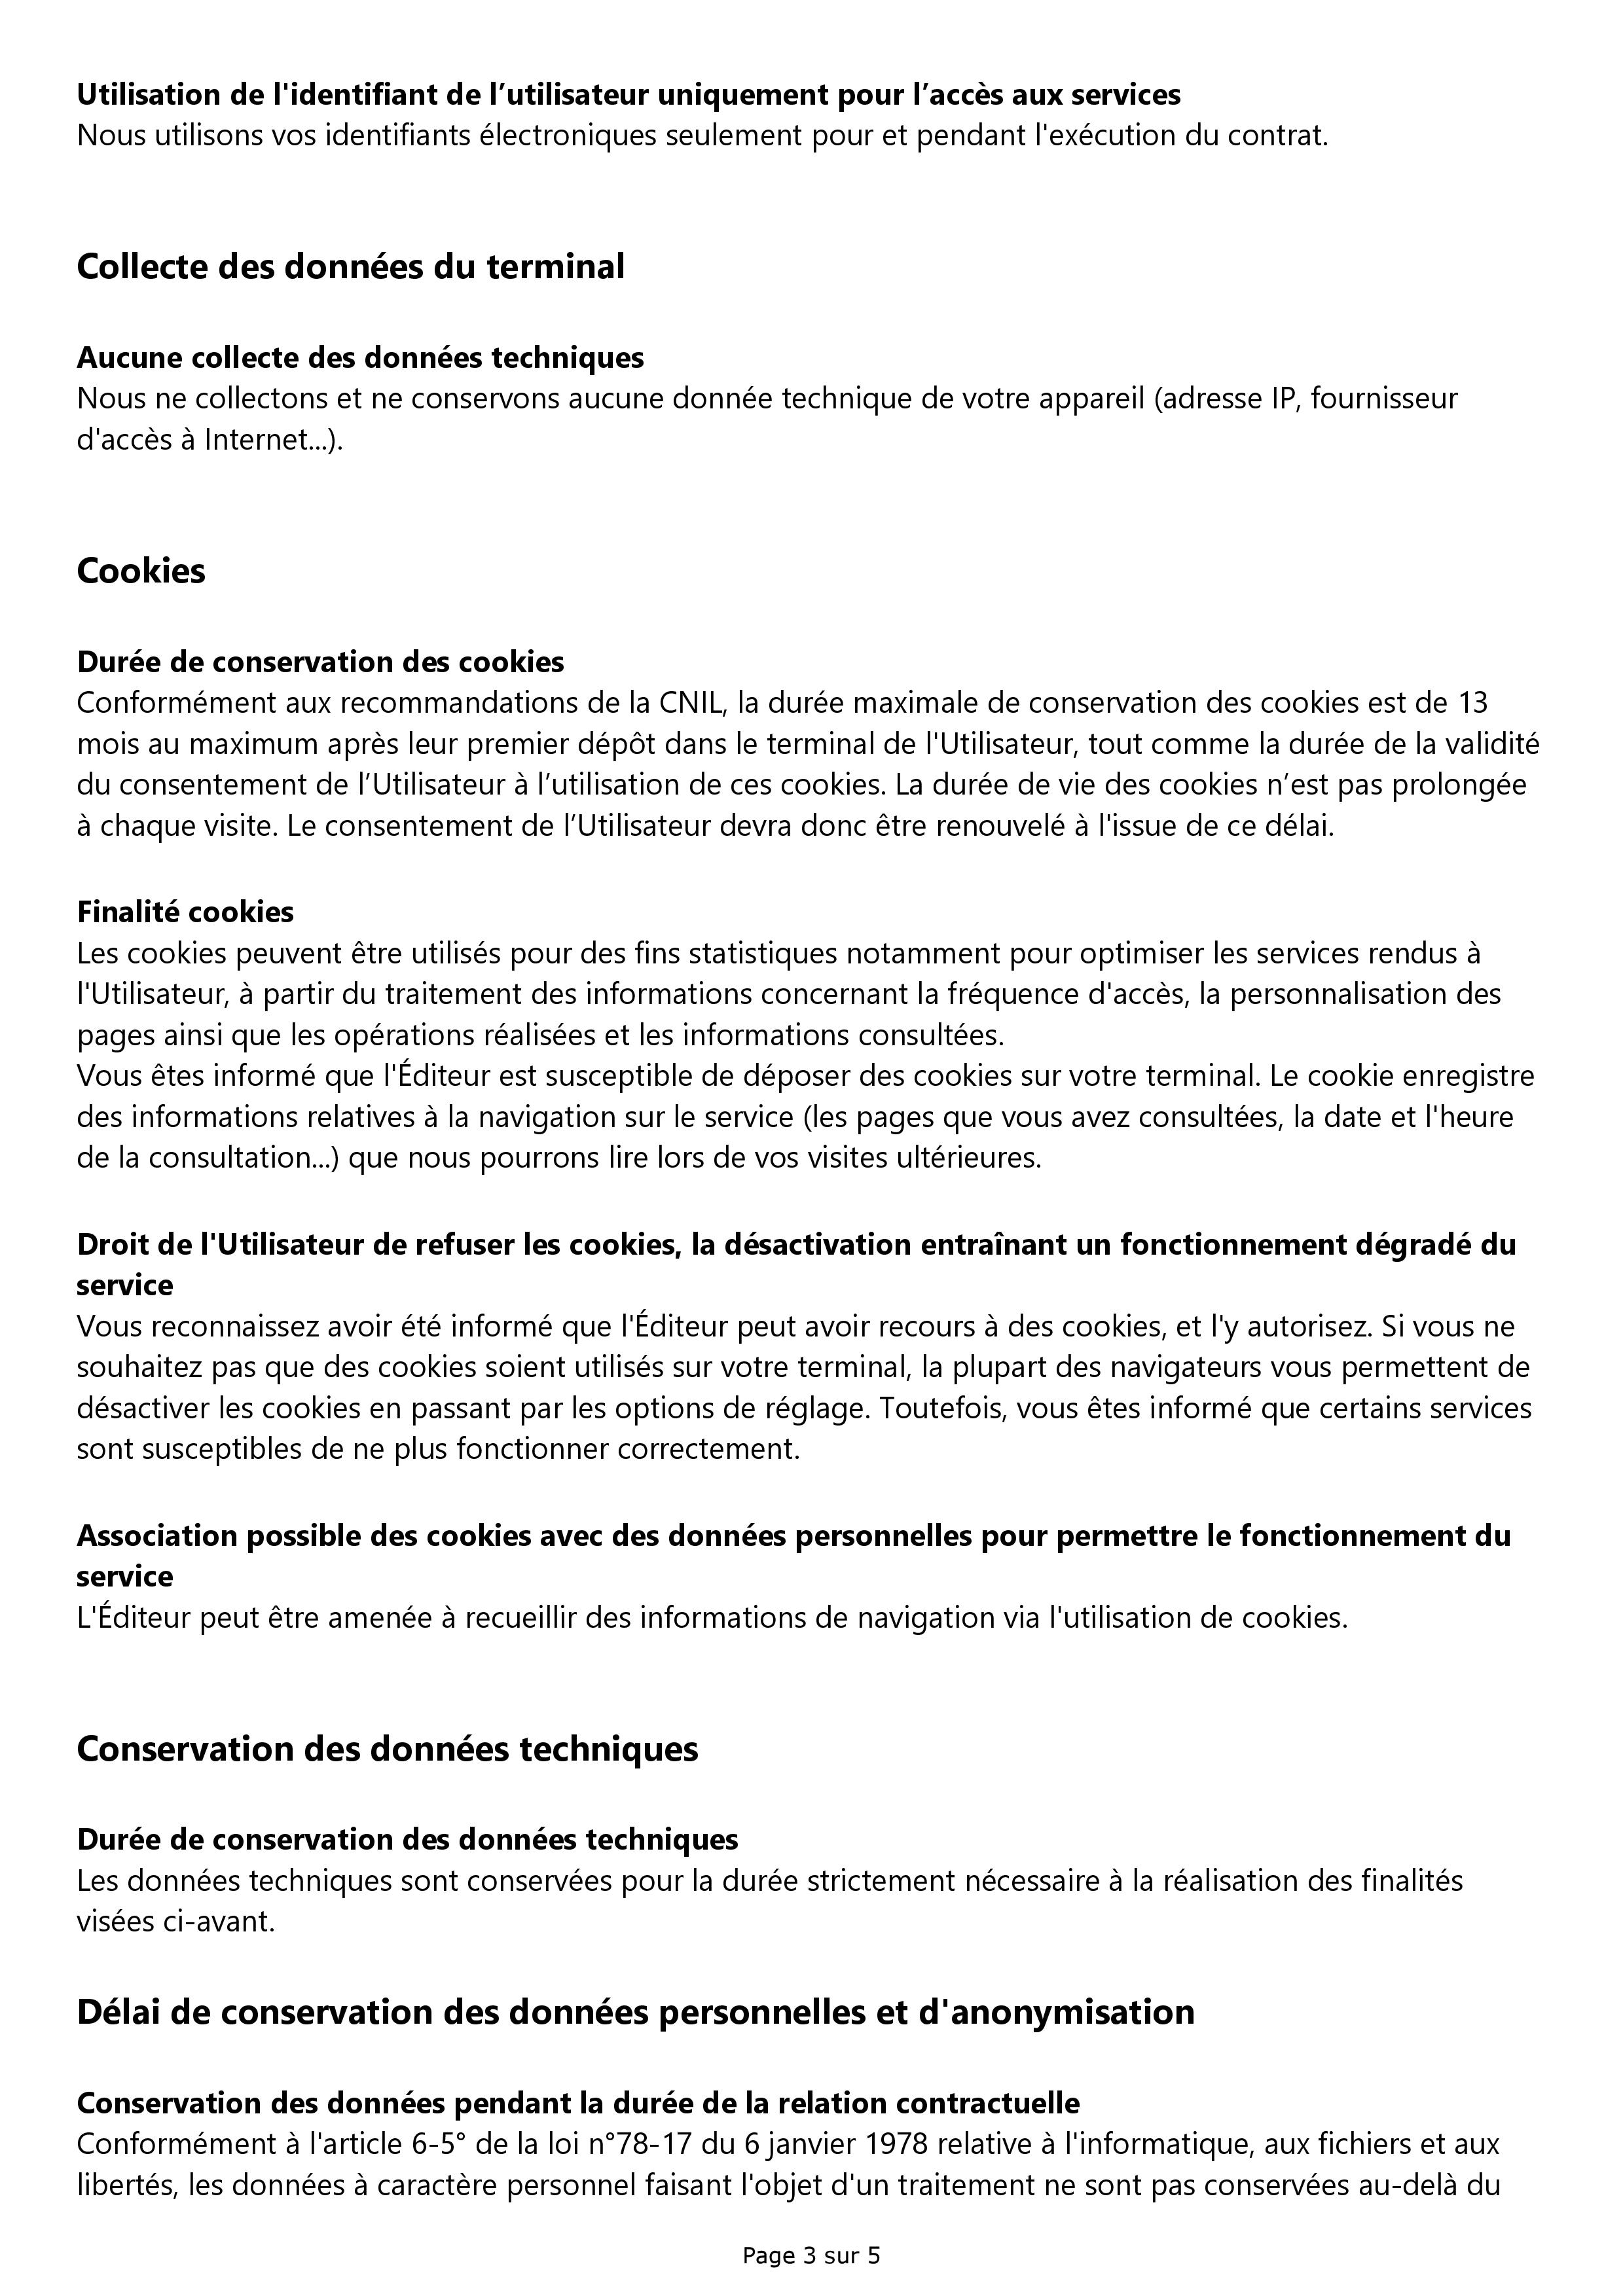 Utilisation de l'identifiant de l’utilisateur uniquement pour l’accès aux services
Nous utilisons vos identifiants électroniques seulement pour et pendant l'exécution du contrat.
Collecte des données du terminal
Aucune collecte des données techniques
Nous ne collectons et ne conservons aucune donnée technique de votre appareil (adresse IP, fournisseur
d'accès à Internet...).
Cookies
Durée de conservation des cookies
Conformément aux recommandations de la CNIL, la durée maximale de conservation des cookies est de 13
mois au maximum après leur premier dépôt dans le terminal de l'Utilisateur, tout comme la durée de la validité
du consentement de l’Utilisateur à l’utilisation de ces cookies. La durée de vie des cookies n’est pas prolongée
à chaque visite. Le consentement de l’Utilisateur devra donc être renouvelé à l'issue de ce délai.
Finalité cookies
Les cookies peuvent être utilisés pour des fins statistiques notamment pour optimiser les services rendus à
l'Utilisateur, à partir du traitement des informations concernant la fréquence d'accès, la personnalisation des
pages ainsi que les opérations réalisées et les informations consultées.
Vous êtes informé que l'Éditeur est susceptible de déposer des cookies sur votre terminal. Le cookie enregistre
des informations relatives à la navigation sur le service (les pages que vous avez consultées, la date et l'heure
de la consultation...) que nous pourrons lire lors de vos visites ultérieures.
Droit de l'Utilisateur de refuser les cookies, la désactivation entraînant un fonctionnement dégradé du
service
Vous reconnaissez avoir été informé que l'Éditeur peut avoir recours à des cookies, et l'y autorisez. Si vous ne
souhaitez pas que des cookies soient utilisés sur votre terminal, la plupart des navigateurs vous permettent de
désactiver les cookies en passant par les options de réglage. Toutefois, vous êtes informé que certains services
sont susceptibles de ne plus fonctionner correctement.
Association possible des cookies avec des données personnelles pour permettre le fonctionnement du
service
L'Éditeur peut être amenée à recueillir des informations de navigation via l'utilisation de cookies.
Conservation des données techniques
Durée de conservation des données techniques
Les données techniques sont conservées pour la durée strictement nécessaire à la réalisation des finalités
visées ci-avant.
Délai de conservation des données personnelles et d'anonymisation
Conservation des données pendant la durée de la relation contractuelle
Conformément à l'article 6-5° de la loi n°78-17 du 6 janvier 1978 relative à l'informatique, aux fichiers et aux
libertés, les données à caractère personnel faisant l'objet d'un traitement ne sont pas conservées au-delà du
Page 3 sur 5